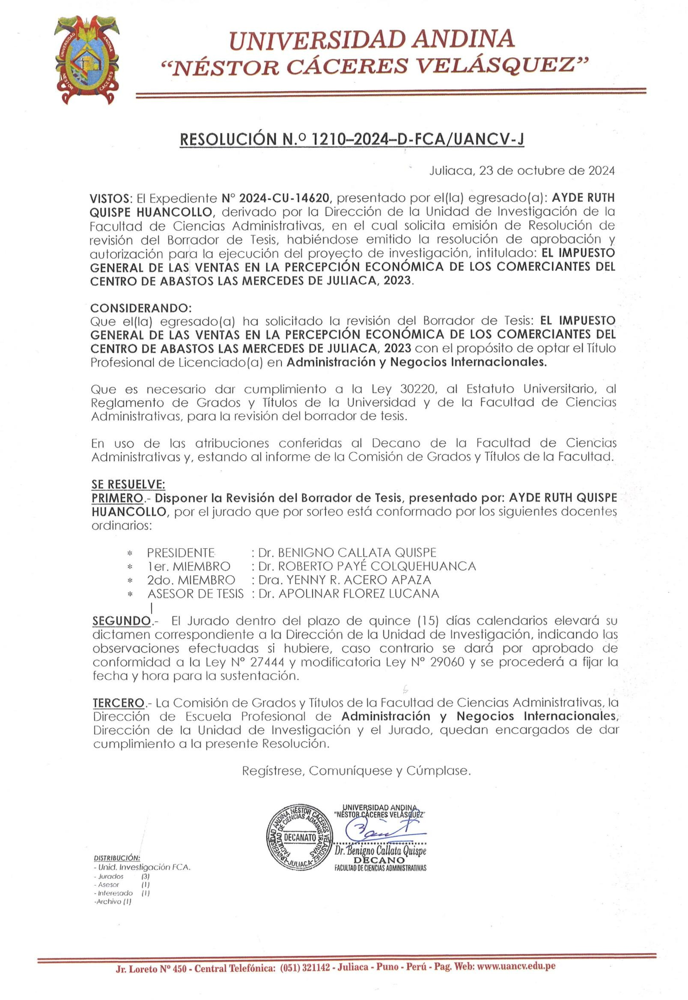 UNIVERSIDAD ANDINA
NÉSTOR CÁCERES
UNIVERSIDAD ANDINA
“NÉSTOR CÁCERES VELÁSQUEZ”
RESOLUCIÓN N.º 1210–2024–D-FCA/UANCV-J
Juliaca, 23 de octubre de 2024
VISTOS: El Expediente N° 2024-CU-14620, presentado por el(la) egresado(a): AYDE RUTH
QUISPE HUANCOLLO, derivado por la Dirección de la Unidad de Investigación de la
Facultad de Ciencias Administrativas, en el cual solicita emisión de Resolución de
revisión del Borrador de Tesis, habiéndose emitido la resolución de aprobación y
autorización para la ejecución del proyecto de investigación, intitulado: EL IMPUESTO
GENERAL DE LAS VENTAS EN LA PERCEPCIÓN ECONÓMICA DE LOS COMERCIANTES DEL
CENTRO DE ABASTOS LAS MERCEDES DE JULIACA, 2023.
CONSIDERANDO:
Que el(la) egresado(a) ha solicitado la revisión del Borrador de Tesis: EL IMPUESTO
GENERAL DE LAS VENTAS EN LA PERCEPCIÓN ECONÓMICA DE LOS COMERCIANTES DEL
CENTRO DE ABASTOS LAS MERCEDES DE JULIACA, 2023 con el propósito de optar el Título
Profesional de Licenciado(a) en Administración y Negocios Internacionales.
Que es necesario dar cumplimiento a la Ley 30220, al Estatuto Universitario, al
Reglamento de Grados y Títulos de la Universidad y de la Facultad de Ciencias
Administrativas, para la revisión del borrador de tesis.
En uso de las atribuciones conferidas al Decano de la Facultad de Ciencias
Administrativas y, estando al informe de la Comisión de Grados y Títulos de la Facultad.
SE RESUELVE:
PRIMERO.- Disponer la Revisión del Borrador de Tesis, presentado por: AYDE RUTH QUISPE
HUANCOLLO, por el jurado que por sorteo está conformado por los siguientes docentes
ordinarios:
* PRESIDENTE : Dr. BENIGNO CALLATA QUISPE
* 1er. MIEMBRO : Dr. ROBERTO PAYÉ COLQUEHUANCA
* 2do. MIEMBRO : Dra. YENNY R. ACERO APAZA
* ASESOR DE TESIS : Dr. APOLINAR FLOREZ LUCANA
SEGUNDO.- El Jurado dentro del plazo de quince (15) días calendarios elevará su
dictamen correspondiente a la Dirección de la Unidad de Investigación, indicando las
observaciones efectuadas si hubiere, caso contrario se dará por aprobado de
conformidad a la Ley N° 27444 y modificatoria Ley N° 29060 y se procederá a fijar la
fecha y hora para la sustentación.
TERCERO.- La Comisión de Grados y Títulos de la Facultad de Ciencias Administrativas, la
Dirección de Escuela Profesional de Administración y Negocios Internacionales,
Dirección de la Unidad de Investigación y el Jurado, quedan encargados de dar
cumplimiento a la presente Resolución.
Regístrese, Comuníquese y Cúmplase.
UNIVERSIDAD ANDINA NÉSTOR CÁCERES VELÁSQUEZ
FACULTAD DE CIENCIAS ADMINISTRATIVAS
DECANATO
-JULIACA-
UNIVERSIDAD ANDINA
"NÉSTOR CÁCERES VELÁSQUEZ"
Dr. Benigno Callata Quispe
DECANO
FACULTAD DE CIENCIAS ADMINISTRATIVAS
DISTRIBUCIÓN:
- Unid. Investigación FCA.
- Jurados (3)
- Asesor (1)
- Interesado (1)
-Archivo (1)
Jr. Loreto Nº 450 - Central Telefónica: (051) 321142 - Juliaca - Puno - Perú - Pag. Web: www.uancv.edu.pe